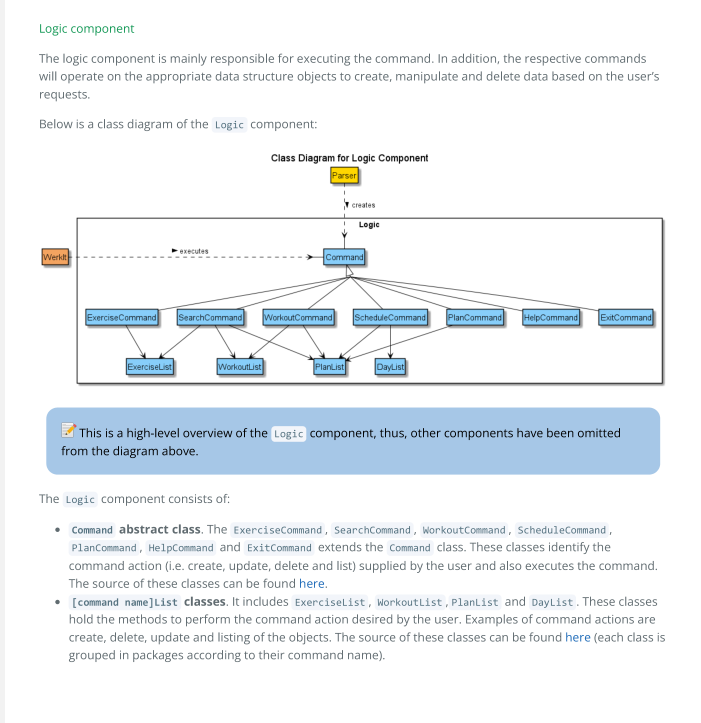 Logic component
The logic component is mainly responsible for executing the command. In addition, the respective commands
will operate on the appropriate data structure objects to create, manipulate and delete data based on the user's
requests.
Below is a class diagram of the Logic component:
Class Diagram for Logic Component
Parser
creates
Logic
WerkIt
executes
Command
ExerciseCommand SearchCommand WorkoutCommand ScheduleCommand PlanCommand HelpCommand ExitCommand
ExerciseList WorkoutList PlanList DayList
This is a high-level overview of the Logic component, thus, other components have been omitted
from the diagram above.
The Logic component consists of:
• Command abstract class. The ExerciseCommand, SearchCommand, WorkoutCommand, ScheduleCommand,
PlanCommand, HelpCommand and ExitCommand extends the Command class. These classes identify the
command action (i.e. create, update, delete and list) supplied by the user and also executes the command.
The source of these classes can be found here.
• [command name]List classes. It includes ExerciseList, WorkoutList,PlanList and DayList. These classes
hold the methods to perform the command action desired by the user. Examples of command actions are
create, delete, update and listing of the objects. The source of these classes can be found here (each class is
grouped in packages according to their command name).